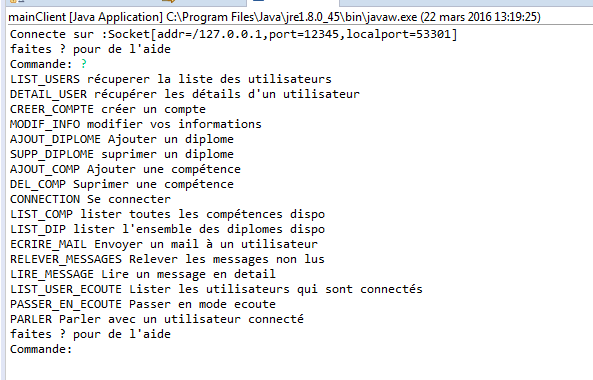 mainClient [Java Application] C:\Program Files\Java\jre1.8.0_45\bin\javaw.exe (22 mars 2016 13:19:25)
Connecte sur :Socket[addr=/127.0.0.1,port=12345,localport=53301]
faites ? pour de l'aide
Commande: ?
LIST_USERS récuperer la liste des utilisateurs
DETAIL_USER récupérer les détails d'un utilisateur
CREER_COMPTE créer un compte
MODIF_INFO modifier vos informations
AJOUT_DIPLOME Ajouter un diplome
SUPP_DIPLOME suprimer un diplome
AJOUT_COMP Ajouter une compétence
DEL_COMP Suprimer une compétence
CONNECTION Se connecter
LIST_COMP lister toutes les compétences dispo
LIST_DIP lister l'ensemble des diplomes dispo
ECRIRE_MAIL Envoyer un mail à un utilisateur
RELEVER_MESSAGES Relever les messages non lus
LIRE_MESSAGE Lire un message en detail
LIST_USER_ECOUTE Lister les utilisateurs qui sont connectés
PASSER_EN_ECOUTE Passer en mode ecoute
PARLER Parler avec un utilisateur connecté
faites ? pour de l'aide
Commande: